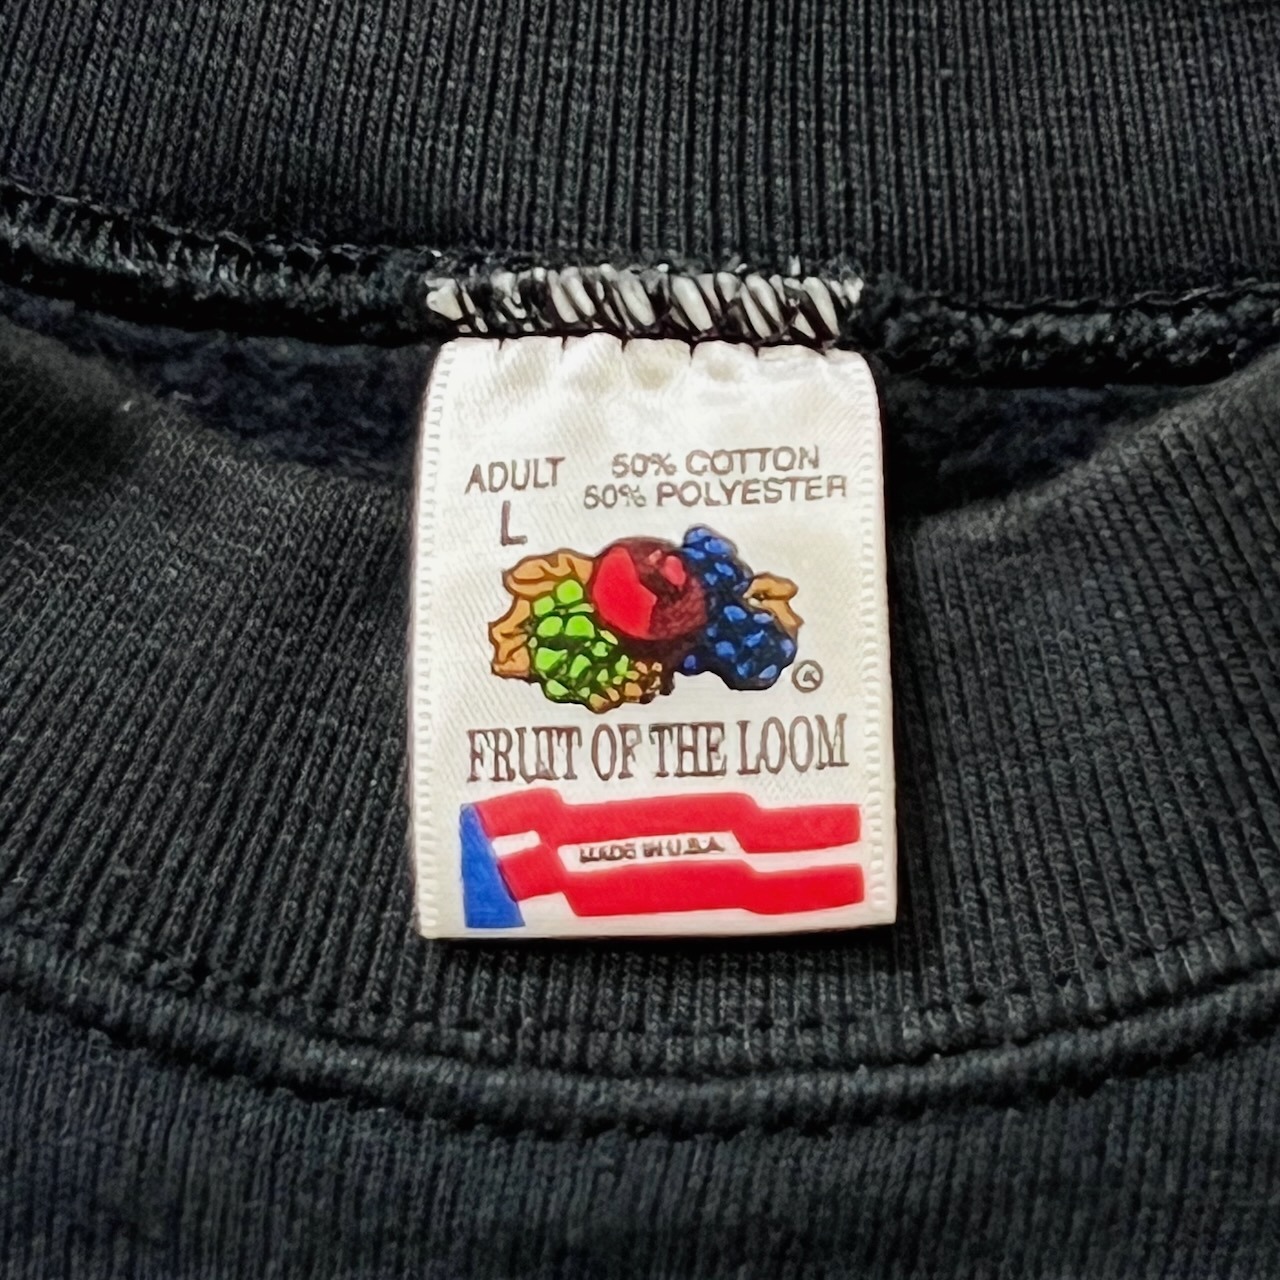 ADULT
L
50% COTTON
50% POLYESTER
®
FRUIT OF THE LOOM
MADE IN U.S.A.